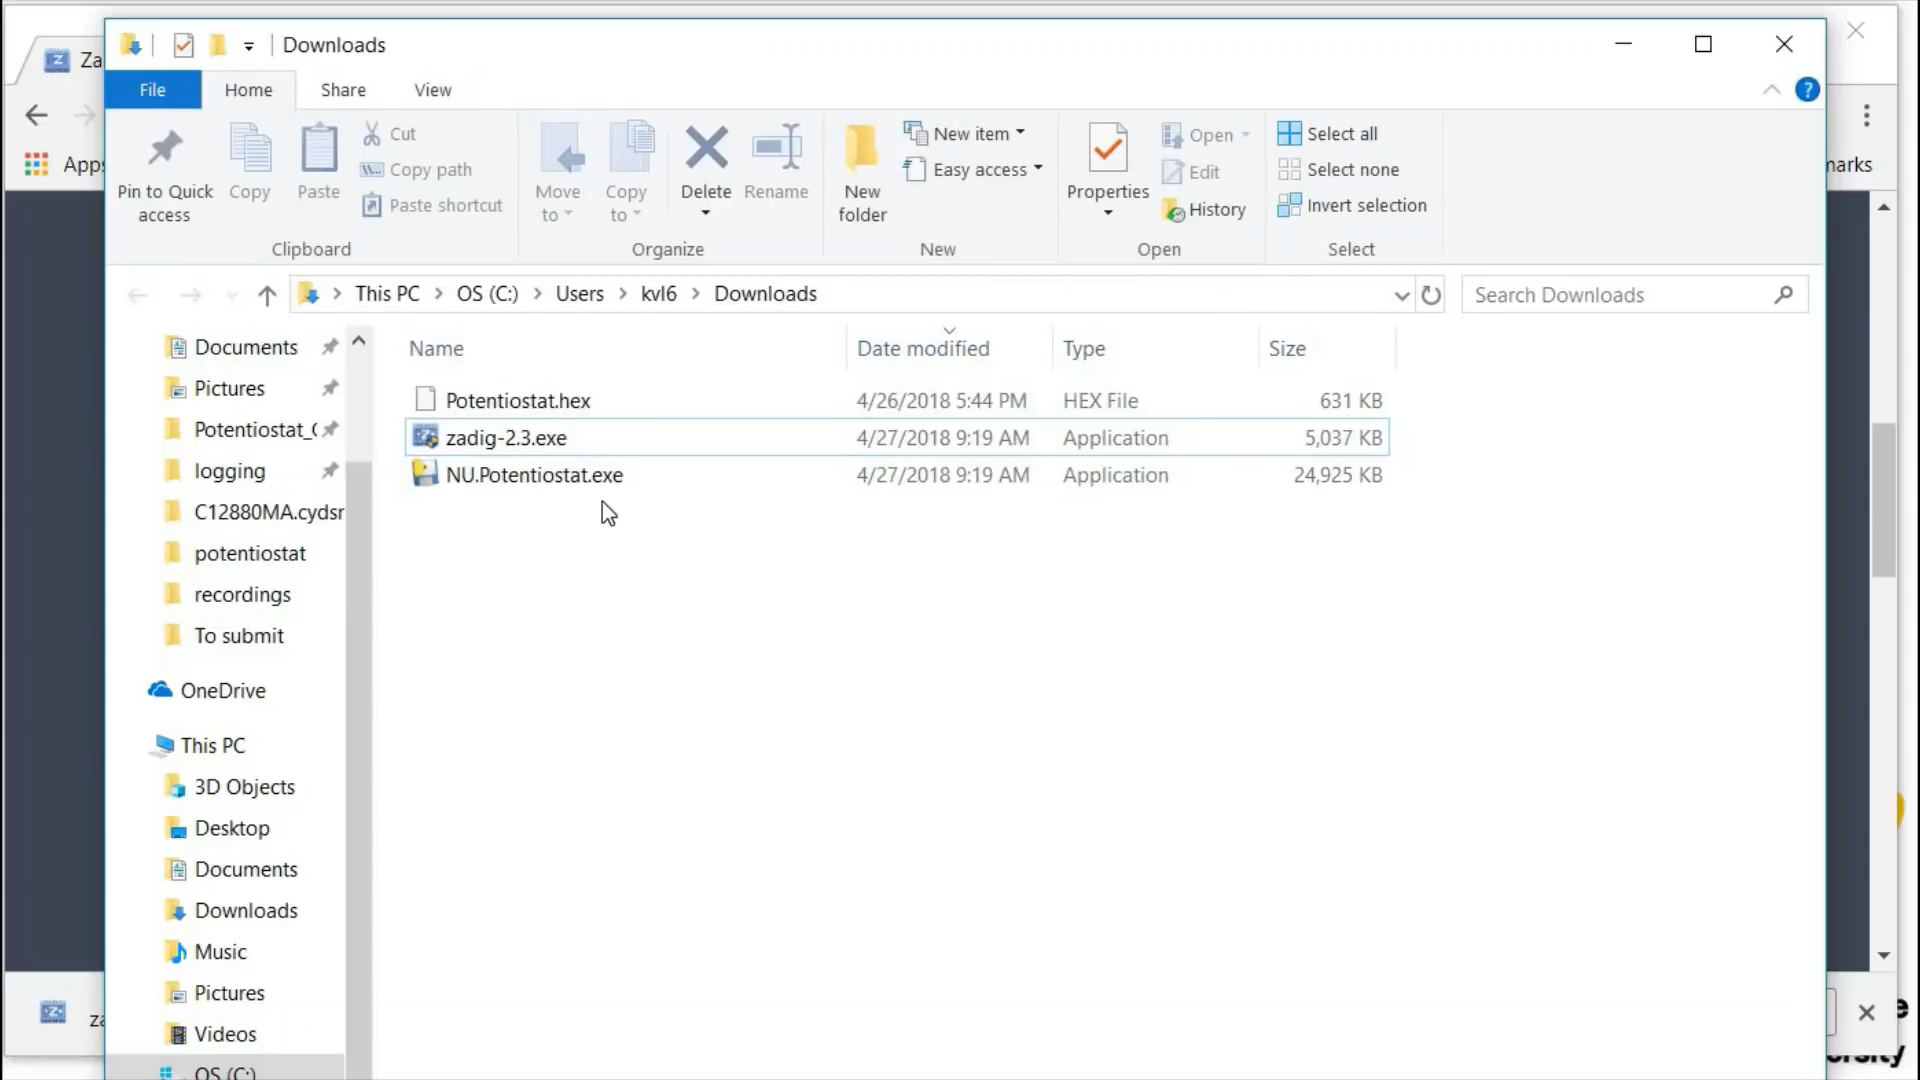 Downloads
Za
File Home Share View
Apps
marks
Pin to Quick access
Copy
Paste
Cut
Copy path
Paste shortcut
Clipboard
Move to
Copy to
Delete
Rename
Organize
New folder
New item
Easy access
New
Properties
Open
Edit
History
Open
Select all
Select none
Invert selection
Select
This PC > OS (C:) > Users > kvl6 > Downloads
Search Downloads
Name Date modified Type Size
Potentiostat.hex 4/26/2018 5:44 PM HEX File 631 KB
zadig-2.3.exe 4/27/2018 9:19 AM Application 5,037 KB
NU.Potentiostat.exe 4/27/2018 9:19 AM Application 24,925 KB
Documents
Pictures
Potentiostat_(
logging
C12880MA.cydsr
potentiostat
recordings
To submit
OneDrive
This PC
3D Objects
Desktop
Documents
Downloads
Music
Pictures
Videos
OS (C:)
za